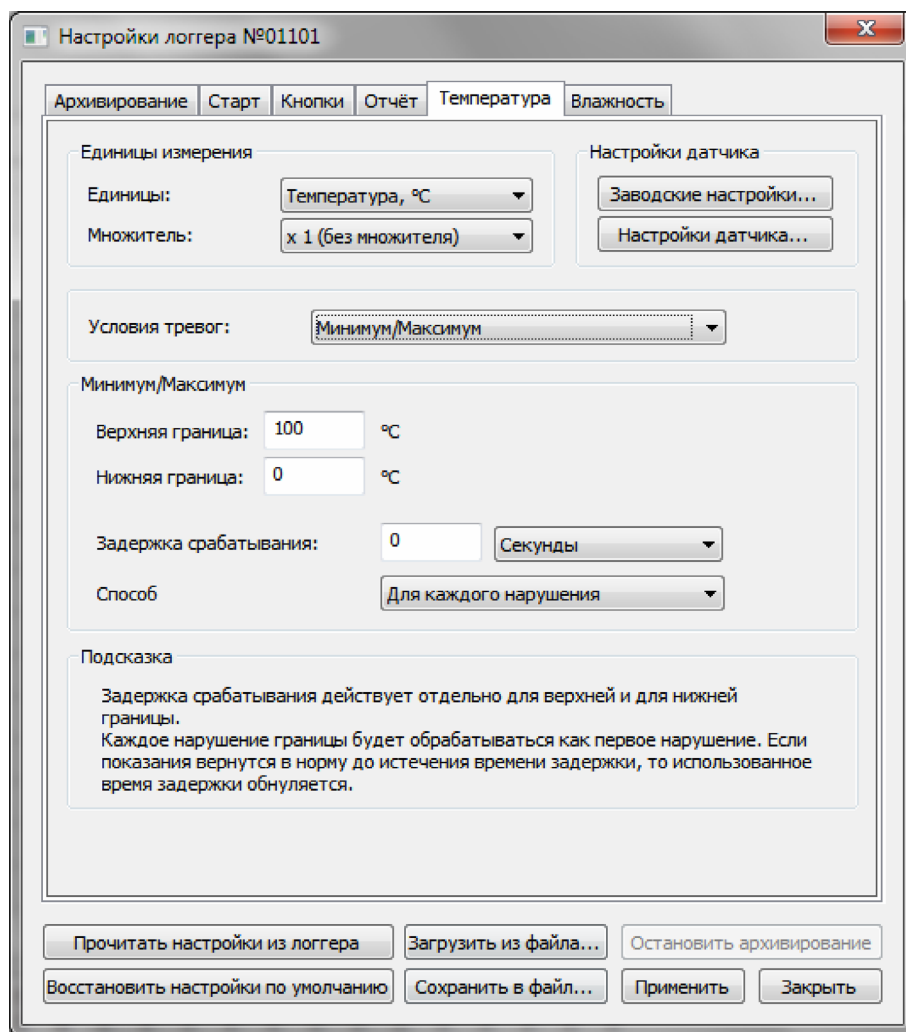 Настройки логгера №01101
Архивирование Старт Кнопки Отчёт Температура Влажность
Единицы измерения
Единицы: Температура, ºС
Множитель: x 1 (без множителя)
Настройки датчика
Заводские настройки...
Настройки датчика...
Условия тревог: Минимум/Максимум
Минимум/Максимум
Верхняя граница: 100 ºС
Нижняя граница: 0 ºС
Задержка срабатывания: 0 Секунды
Способ Для каждого нарушения
Подсказка
Задержка срабатывания действует отдельно для верхней и для нижней
границы.
Каждое нарушение границы будет обрабатываться как первое нарушение. Если
показания вернутся в норму до истечения времени задержки, то использованное
время задержки обнуляется.
Прочитать настройки из логгера Загрузить из файла... Остановить архивирование
Восстановить настройки по умолчанию Сохранить в файл... Применить Закрыть